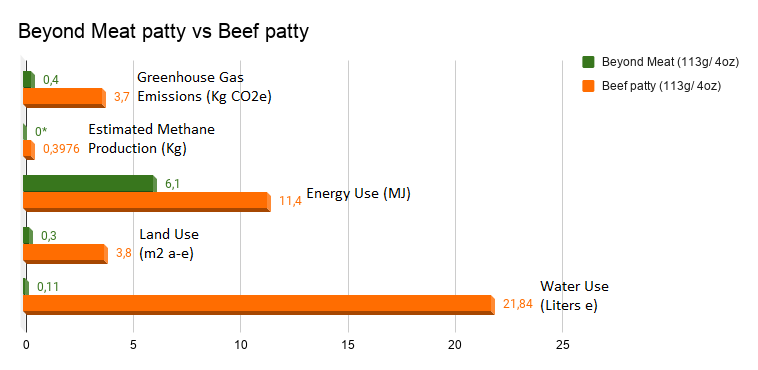 Beyond Meat patty vs Beef patty
Beyond Meat (113g/ 4oz)
Beef patty (113g/ 4oz)
0,4
Greenhouse Gas
3,7 Emissions (Kg CO2e)
0*
Estimated Methane
0,3976 Production (Kg)
6,1
11,4 Energy Use (MJ)
0,3
Land Use
3,8 (m2 a-e)
0,11
Water Use
21,84 (Liters e)
0 5 10 15 20 25